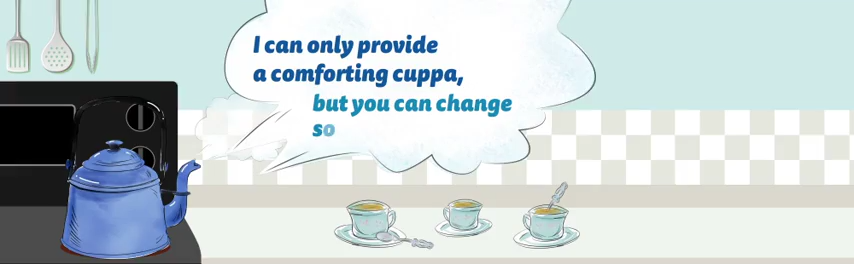 I can only provide
a comforting cuppa,
but you can change
so